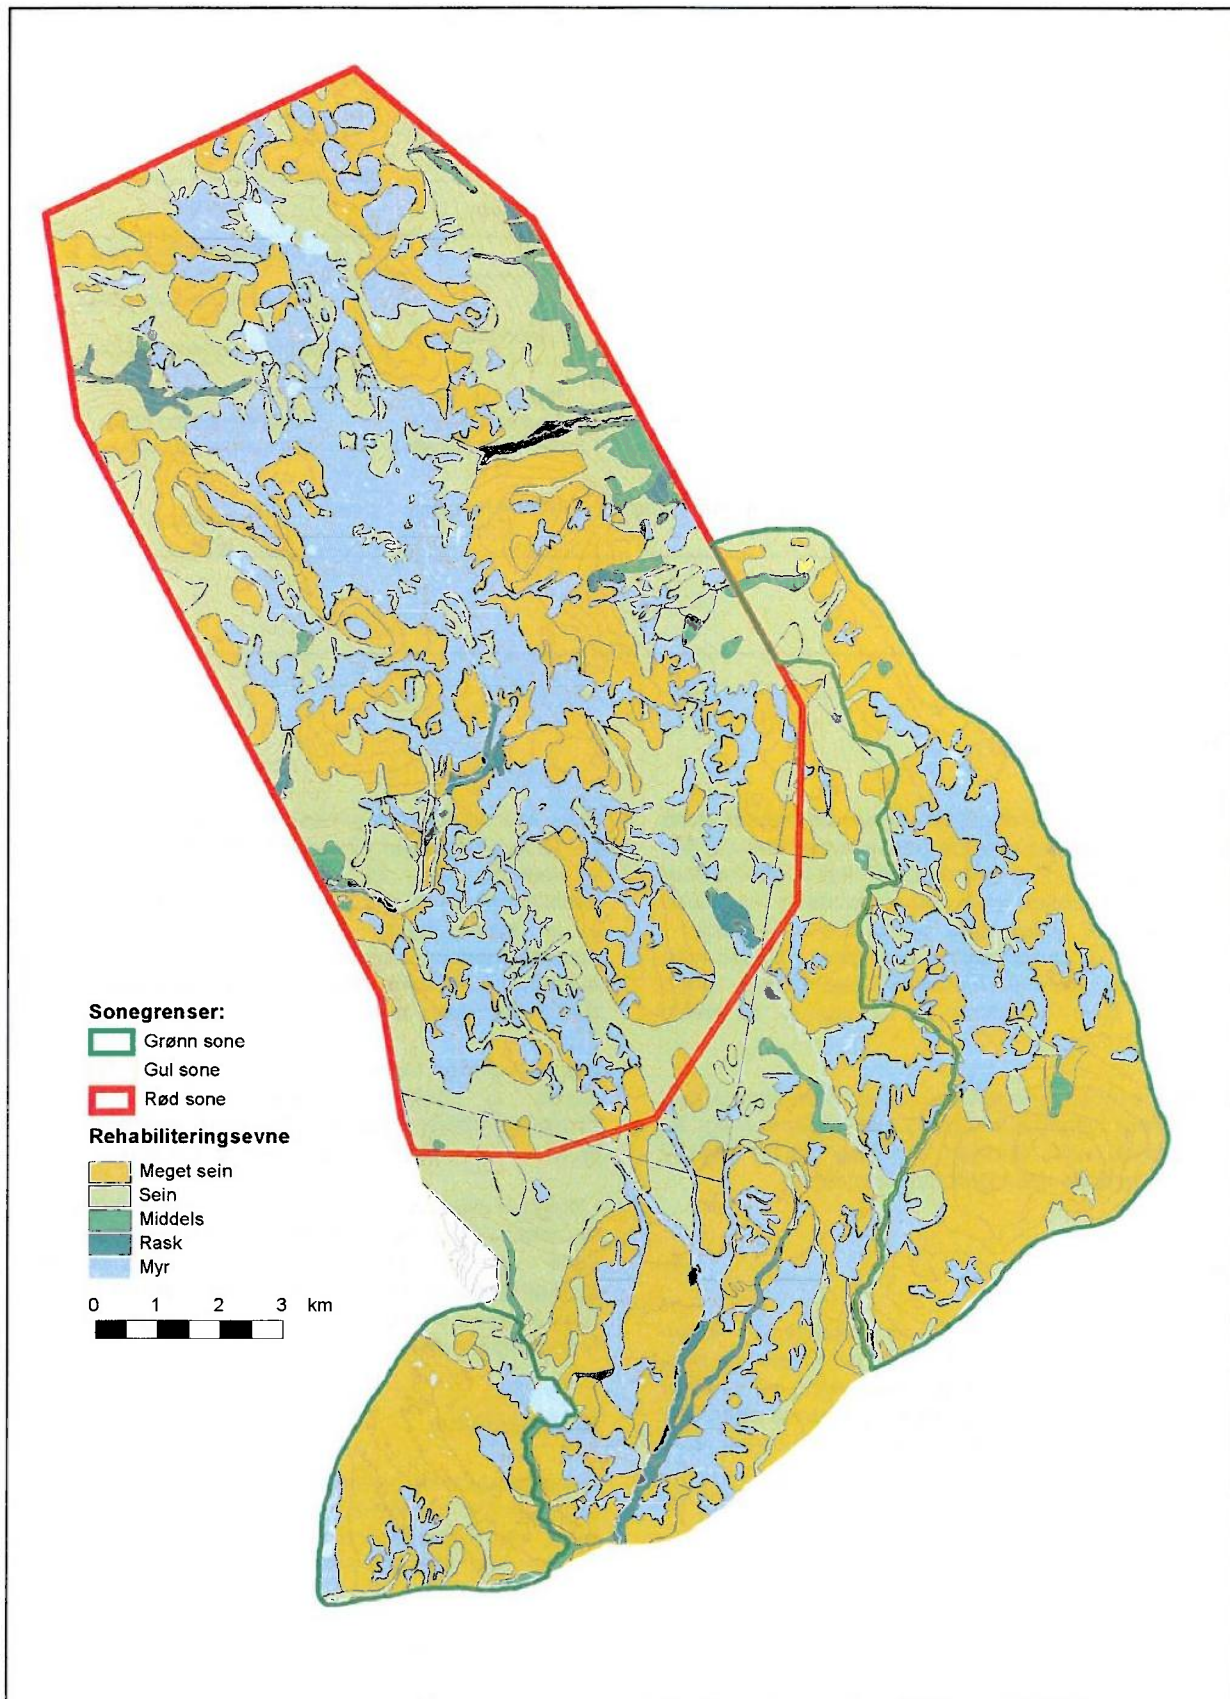 Sonegrenser:
Grønn sone
Gul sone
Rød sone
Rehabiliteringsevne
Meget sein
Sein
Middels
Rask
Myr
0 1 2 3 km